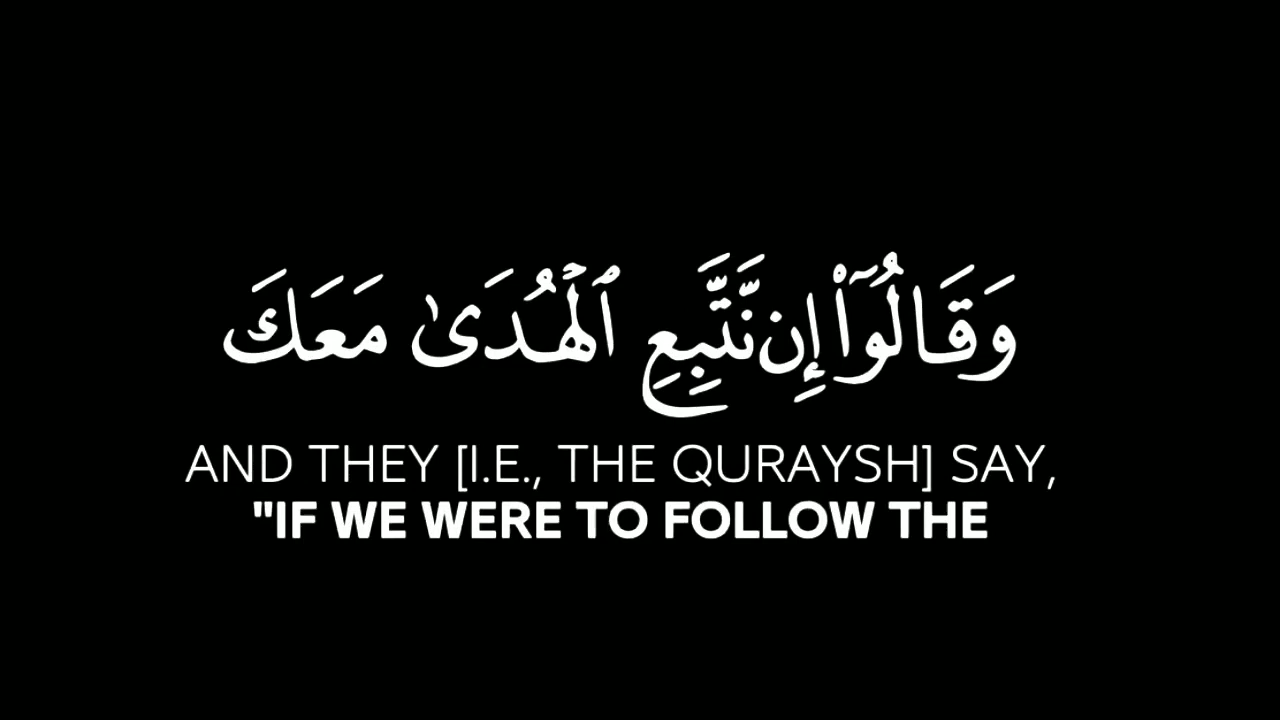 وَقَالُوٓا۟ إِن نَّتَّبِعِ ٱلْهُدَىٰ مَعَكَ
AND THEY [I.E., THE QURAYSH] SAY,
"IF WE WERE TO FOLLOW THE